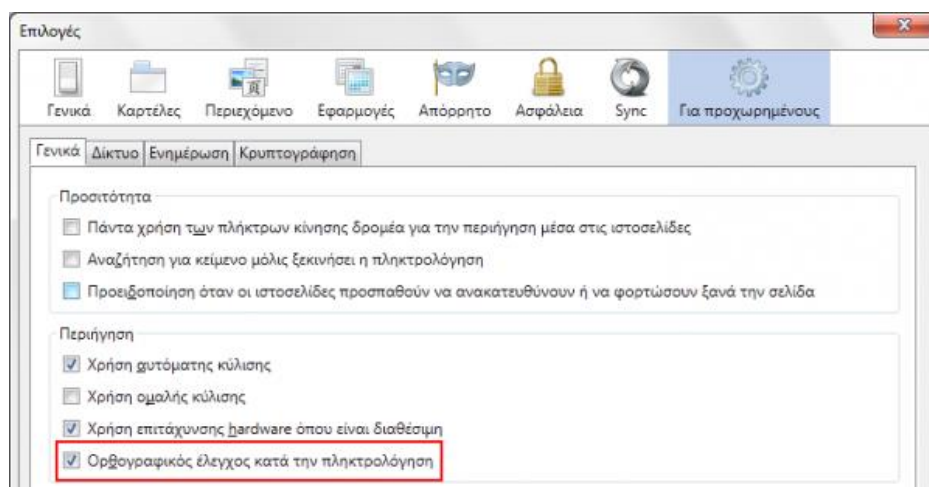 Επιλογές
Γενικά Καρτέλες Περιεχόμενο Εφαρμογές Απόρρητο Ασφάλεια Sync Για προχωρημένους
Γενικά Δίκτυο Ενημέρωση Κρυπτογράφηση
Προσιτότητα
Πάντα χρήση των πλήκτρων κίνησης δρομέα για την περιήγηση μέσα στις ιστοσελίδες
Αναζήτηση για κείμενο μόλις ξεκινήσει η πληκτρολόγηση
Προειδοποίηση όταν οι ιστοσελίδες προσπαθούν να ανακατευθύνουν ή να φορτώσουν ξανά την σελίδα
Περιήγηση
Χρήση αυτόματης κύλισης
Χρήση ομαλής κύλισης
Χρήση επιτάχυνσης hardware όπου είναι διαθέσιμη
Ορθογραφικός έλεγχος κατά την πληκτρολόγηση